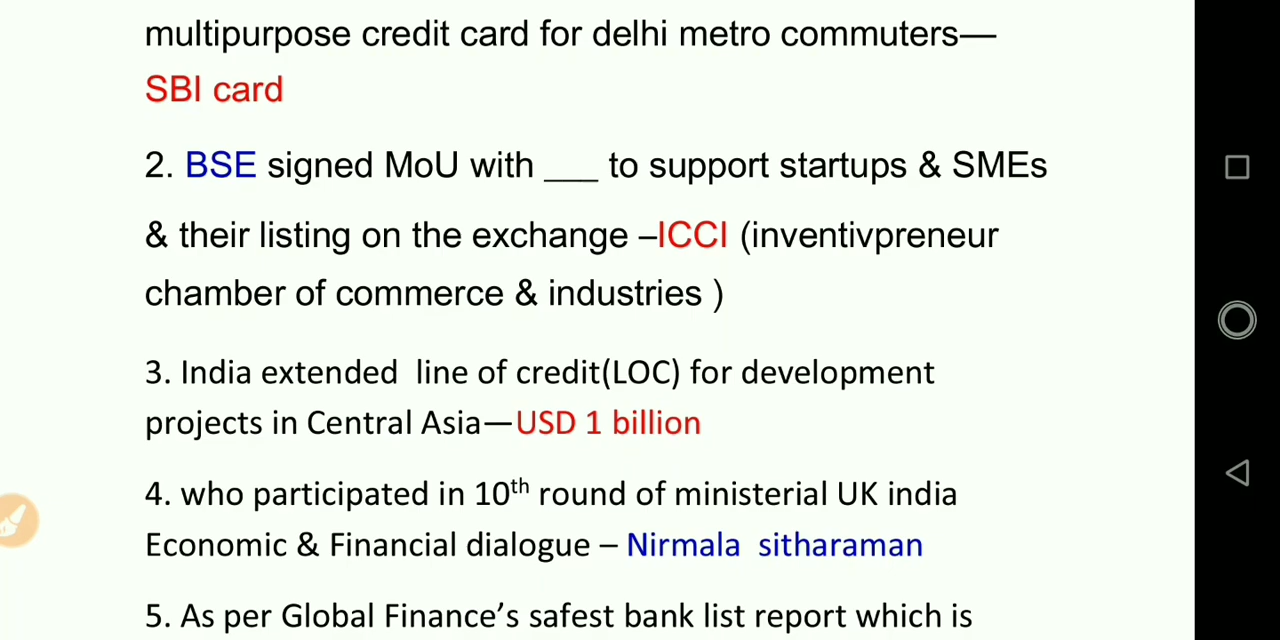 multipurpose credit card for delhi metro commuters—
SBI card
2. BSE signed MoU with ___ to support startups & SMEs
& their listing on the exchange –ICCI (inventivpreneur
chamber of commerce & industries )
3. India extended  line of credit(LOC) for development
projects in Central Asia—USD 1 billion
4. who participated in 10th round of ministerial UK india
Economic & Financial dialogue – Nirmala  sitharaman
5. As per Global Finance’s safest bank list report which is